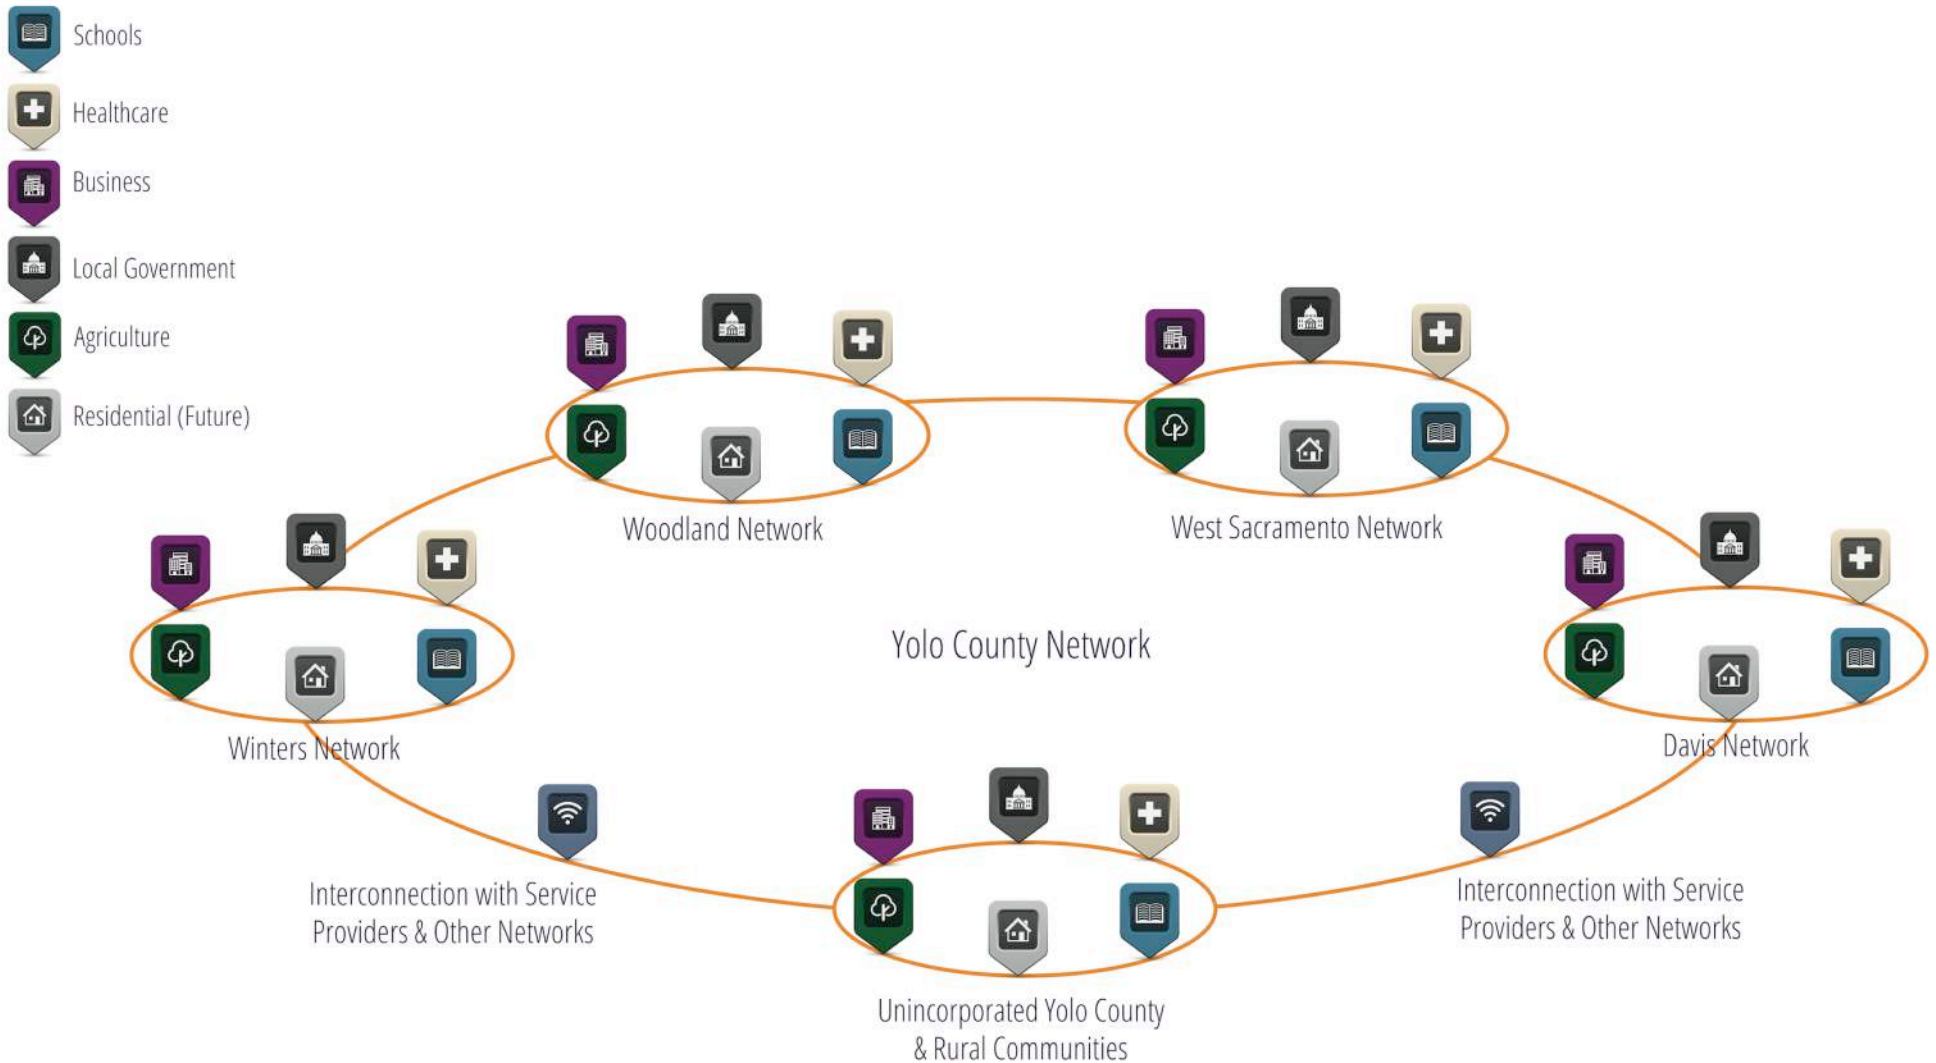 Schools
Healthcare
Business
Local Government
Agriculture
Residential (Future)
Woodland Network
West Sacramento Network
Yolo County Network
Winters Network
Davis Network
Interconnection with Service
Providers & Other Networks
Interconnection with Service
Providers & Other Networks
Unincorporated Yolo County
& Rural Communities